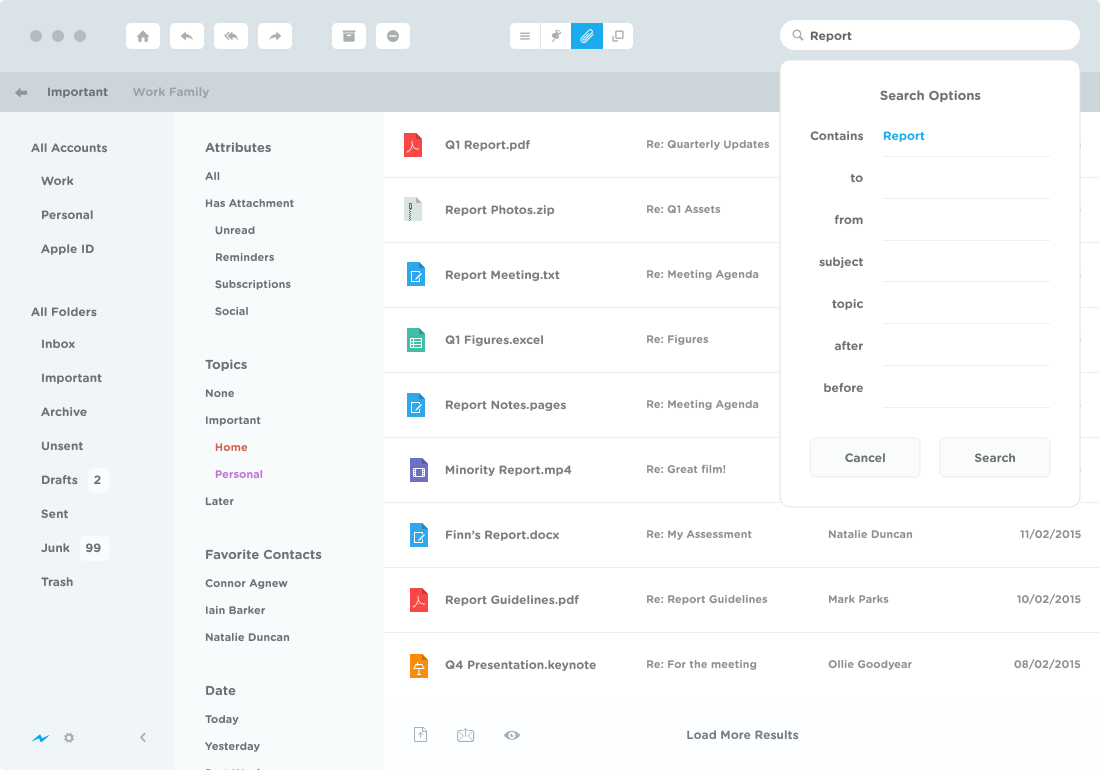 Report
Important
Work Family
All Accounts
Work
Personal
Apple ID
All Folders
Inbox
Important
Archive
Unsent
Drafts 2
Sent
Junk 99
Trash
Attributes
All
Has Attachment
Unread
Reminders
Subscriptions
Social
Topics
None
Important
Home
Personal
Later
Favorite Contacts
Connor Agnew
Iain Barker
Natalie Duncan
Date
Today
Yesterday
Q1 Report.pdf Re: Quarterly Updates
Report Photos.zip Re: Q1 Assets
Report Meeting.txt Re: Meeting Agenda
Q1 Figures.excel Re: Figures
Report Notes.pages Re: Meeting Agenda
Minority Report.mp4 Re: Great film!
Finn's Report.docx Re: My Assessment Natalie Duncan 11/02/2015
Report Guidelines.pdf Re: Report Guidelines Mark Parks 10/02/2015
Q4 Presentation.keynote Re: For the meeting Ollie Goodyear 08/02/2015
Load More Results
Search Options
Contains Report
to
from
subject
topic
after
before
Cancel
Search